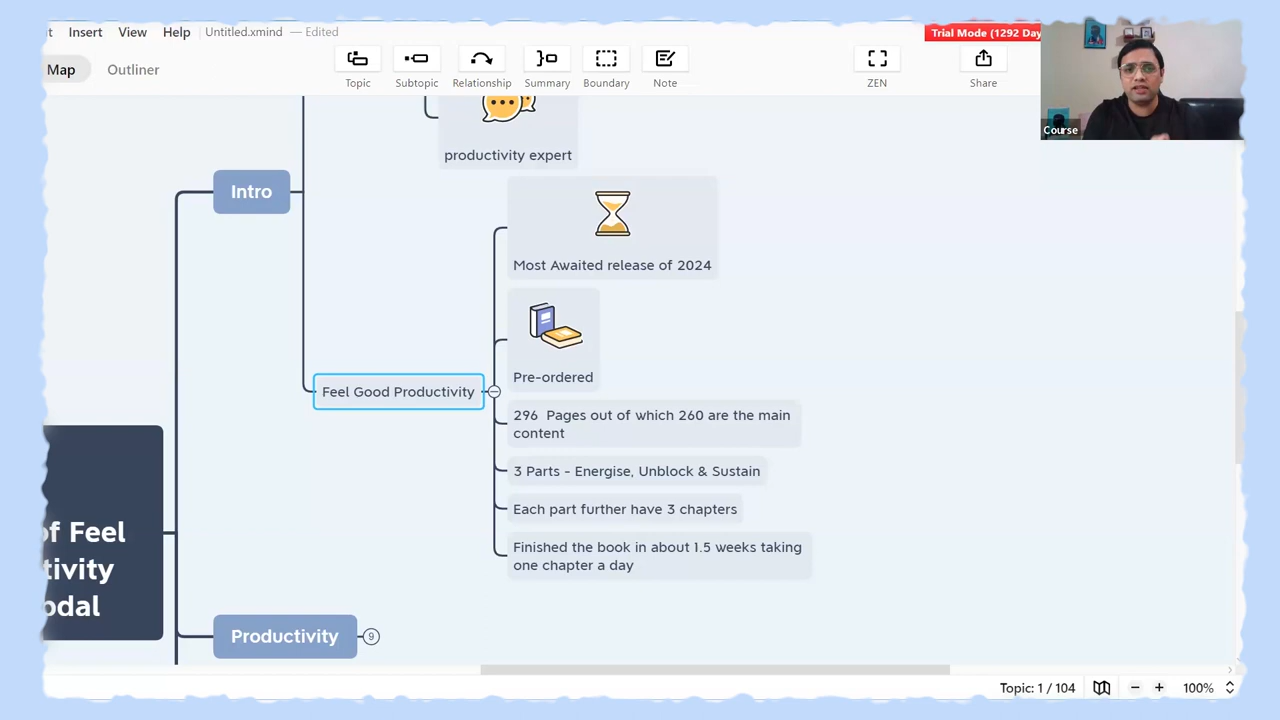 Insert View Help Untitled.xmind — Edited
Trial Mode (1292 Day
Map Outliner
Topic Subtopic Relationship Summary Boundary Note ZEN Share
Course
productivity expert
Intro
Most Awaited release of 2024
Pre-ordered
Feel Good Productivity
296 Pages out of which 260 are the main
content
3 Parts - Energise, Unblock & Sustain
Each part further have 3 chapters
Finished the book in about 1.5 weeks taking
one chapter a day
of Feel
tivity
Productivity 9
Topic: 1 / 104 100%